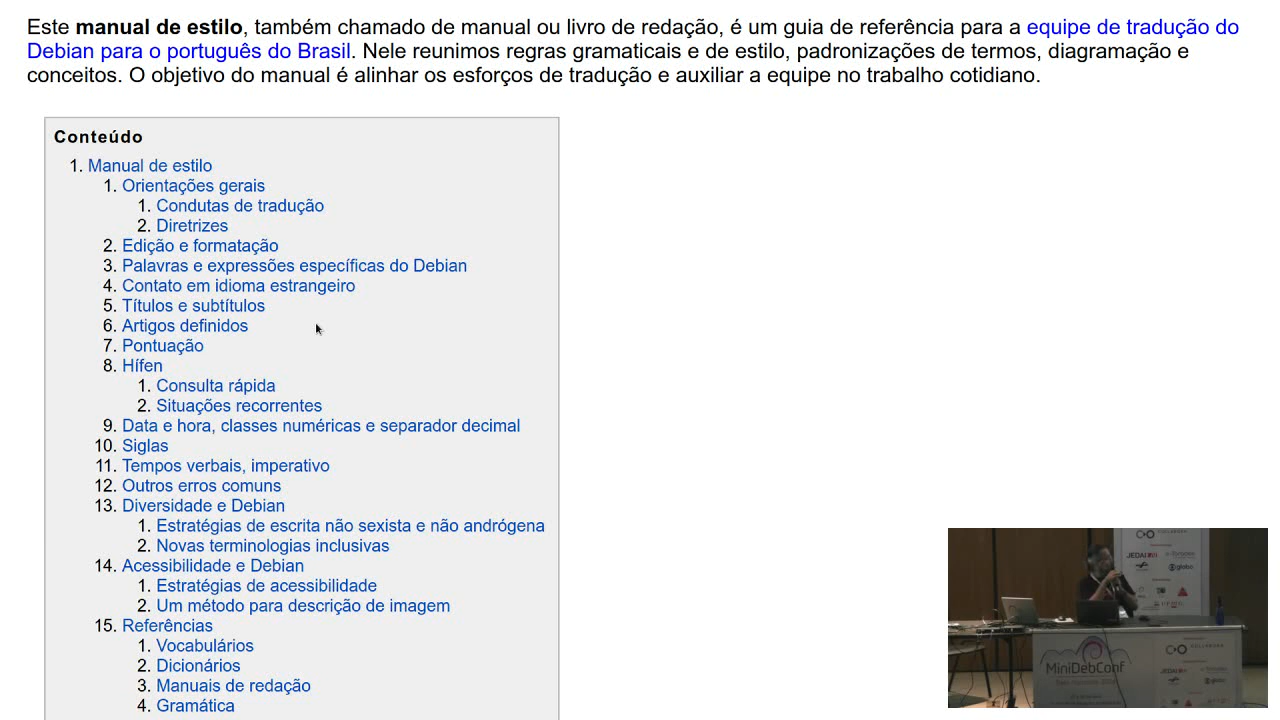 Este manual de estilo, também chamado de manual ou livro de redação, é um guia de referência para a equipe de tradução do
Debian para o português do Brasil. Nele reunimos regras gramaticais e de estilo, padronizações de termos, diagramação e
conceitos. O objetivo do manual é alinhar os esforços de tradução e auxiliar a equipe no trabalho cotidiano.
Conteúdo
1. Manual de estilo
1. Orientações gerais
1. Condutas de tradução
2. Diretrizes
2. Edição e formatação
3. Palavras e expressões específicas do Debian
4. Contato em idioma estrangeiro
5. Títulos e subtítulos
6. Artigos definidos
7. Pontuação
8. Hífen
1. Consulta rápida
2. Situações recorrentes
9. Data e hora, classes numéricas e separador decimal
10. Siglas
11. Tempos verbais, imperativo
12. Outros erros comuns
13. Diversidade e Debian
1. Estratégias de escrita não sexista e não andrógena
2. Novas terminologias inclusivas
14. Acessibilidade e Debian
1. Estratégias de acessibilidade
2. Um método para descrição de imagem
15. Referências
1. Vocabulários
2. Dicionários
3. Manuais de redação
4. Gramática
COLLABORA
JEDAI
globo
MiniDebConf
COLLABORA
JEDAI
globo